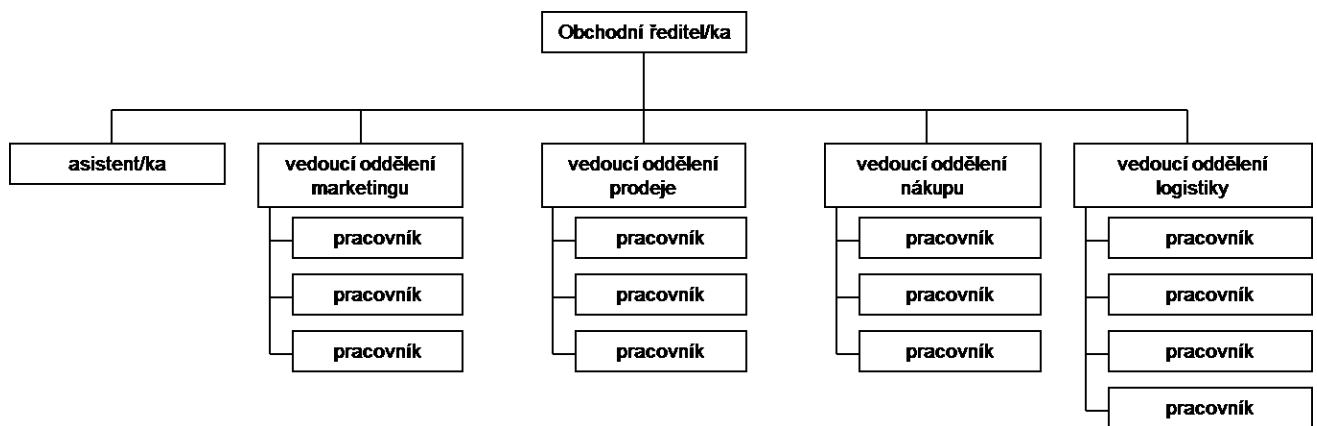 Obchodní ředitel/ka
asistent/ka
vedoucí oddělení
marketingu
vedoucí oddělení
prodeje
vedoucí oddělení
nákupu
vedoucí oddělení
logistiky
pracovník
pracovník
pracovník
pracovník
pracovník
pracovník
pracovník
pracovník
pracovník
pracovník
pracovník
pracovník
pracovník